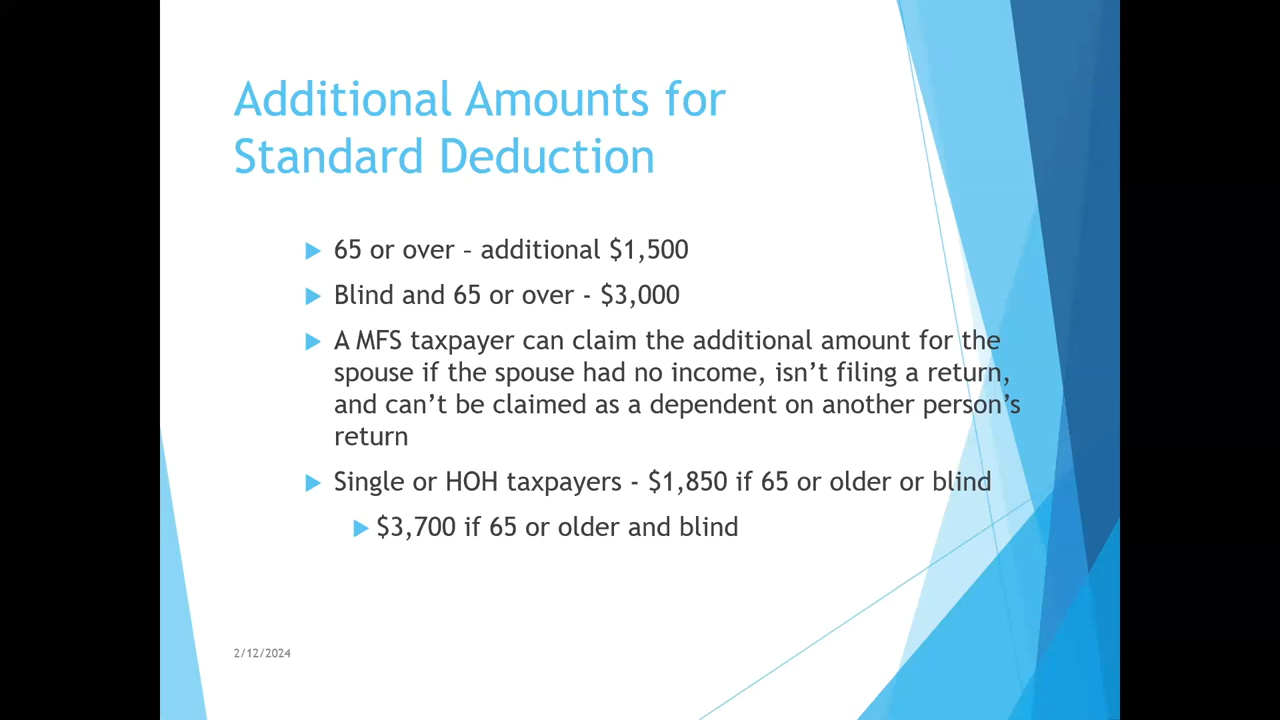 Additional Amounts for
Standard Deduction
65 or over – additional $1,500
Blind and 65 or over - $3,000
A MFS taxpayer can claim the additional amount for the
spouse if the spouse had no income, isn’t filing a return,
and can’t be claimed as a dependent on another person’s
return
Single or HOH taxpayers - $1,850 if 65 or older or blind
$3,700 if 65 or older and blind
2/12/2024